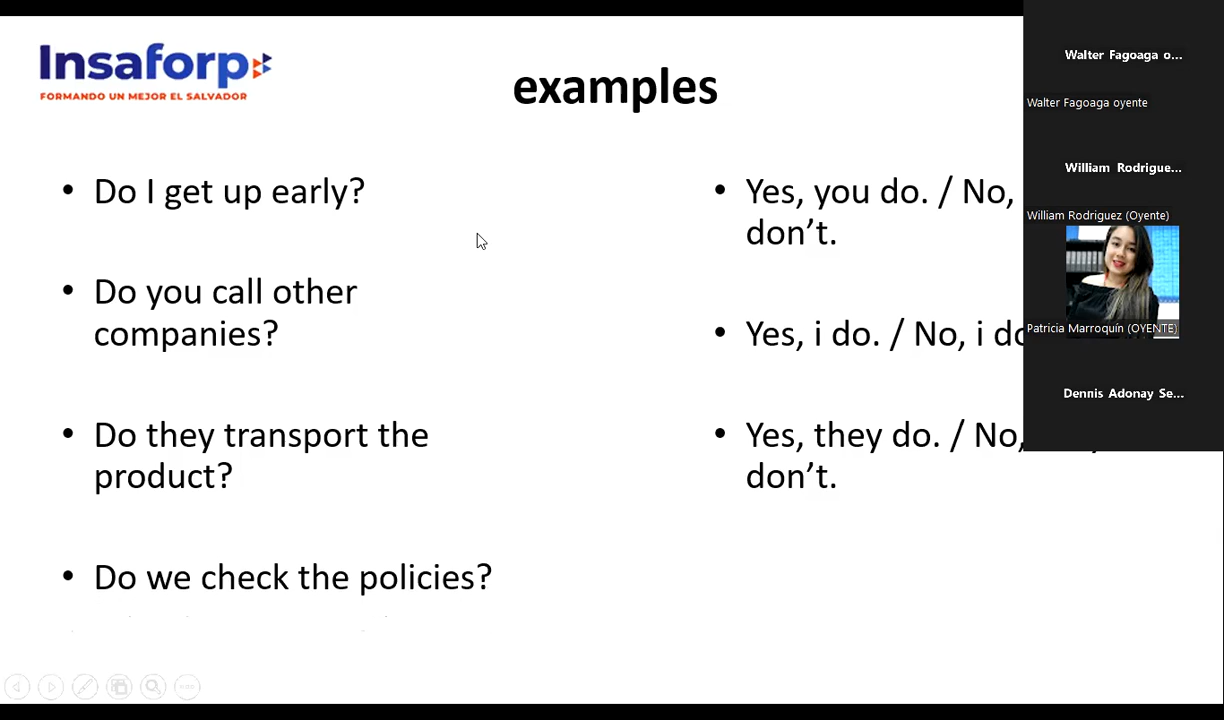 Insaforp
FORMANDO UN MEJOR EL SALVADOR
examples
• Do I get up early?
• Do you call other
companies?
• Do they transport the
product?
• Do we check the policies?
• Yes, you do. / No,
don’t.
• Yes, i do. / No, i
• Yes, they do. / No,
don’t.
Walter Fagoaga o...
Walter Fagoaga oyente
William Rodrigue...
William Rodriguez (Oyente)
Patricia Marroquín (OYENTE)
Dennis Adonay Se...